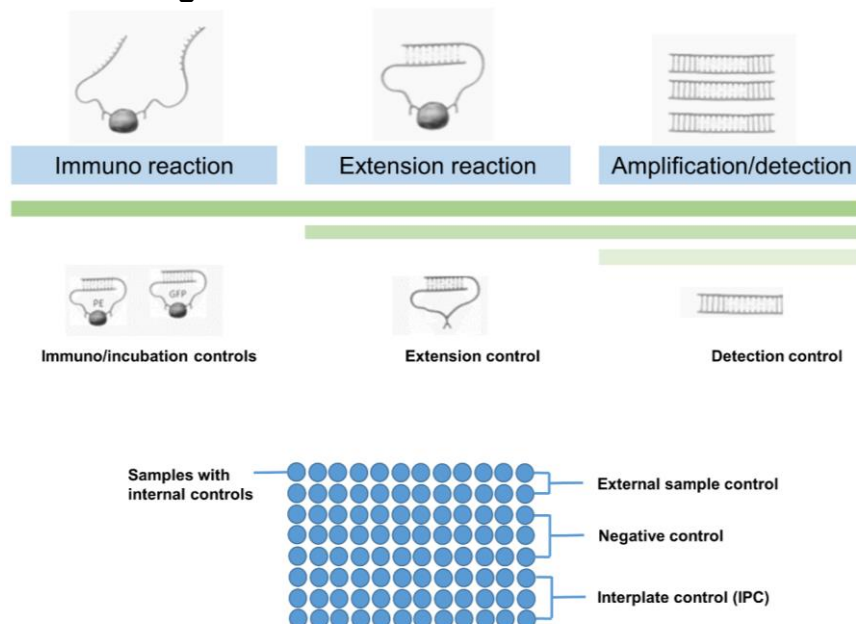 Immuno reaction
Extension reaction
Amplification/detection
PE
GFP
Immuno/incubation controls
Extension control
Detection control
Samples with
internal controls
External sample control
Negative control
Interplate control (IPC)